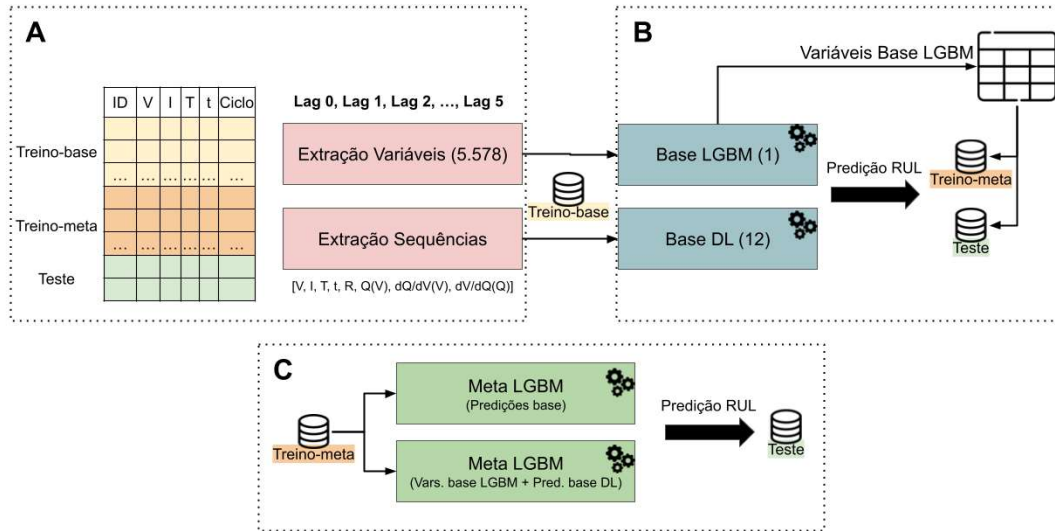 A
ID V I T t Ciclo
Treino-base
... ... ... ... ... ...
Treino-meta
... ... ... ... ... ...
Teste
Lag 0, Lag 1, Lag 2, ..., Lag 5
Extração Variáveis (5.578)
Extração Sequências
[V, I, T, t, R, Q(V), dQ/dV(V), dV/dQ(Q)]
Treino-base
B
Variáveis Base LGBM
Base LGBM (1)
Base DL (12)
Predição RUL
Treino-meta
Teste
C
Treino-meta
Meta LGBM
(Predições base)
Meta LGBM
(Vars. base LGBM + Pred. base DL)
Predição RUL
Teste